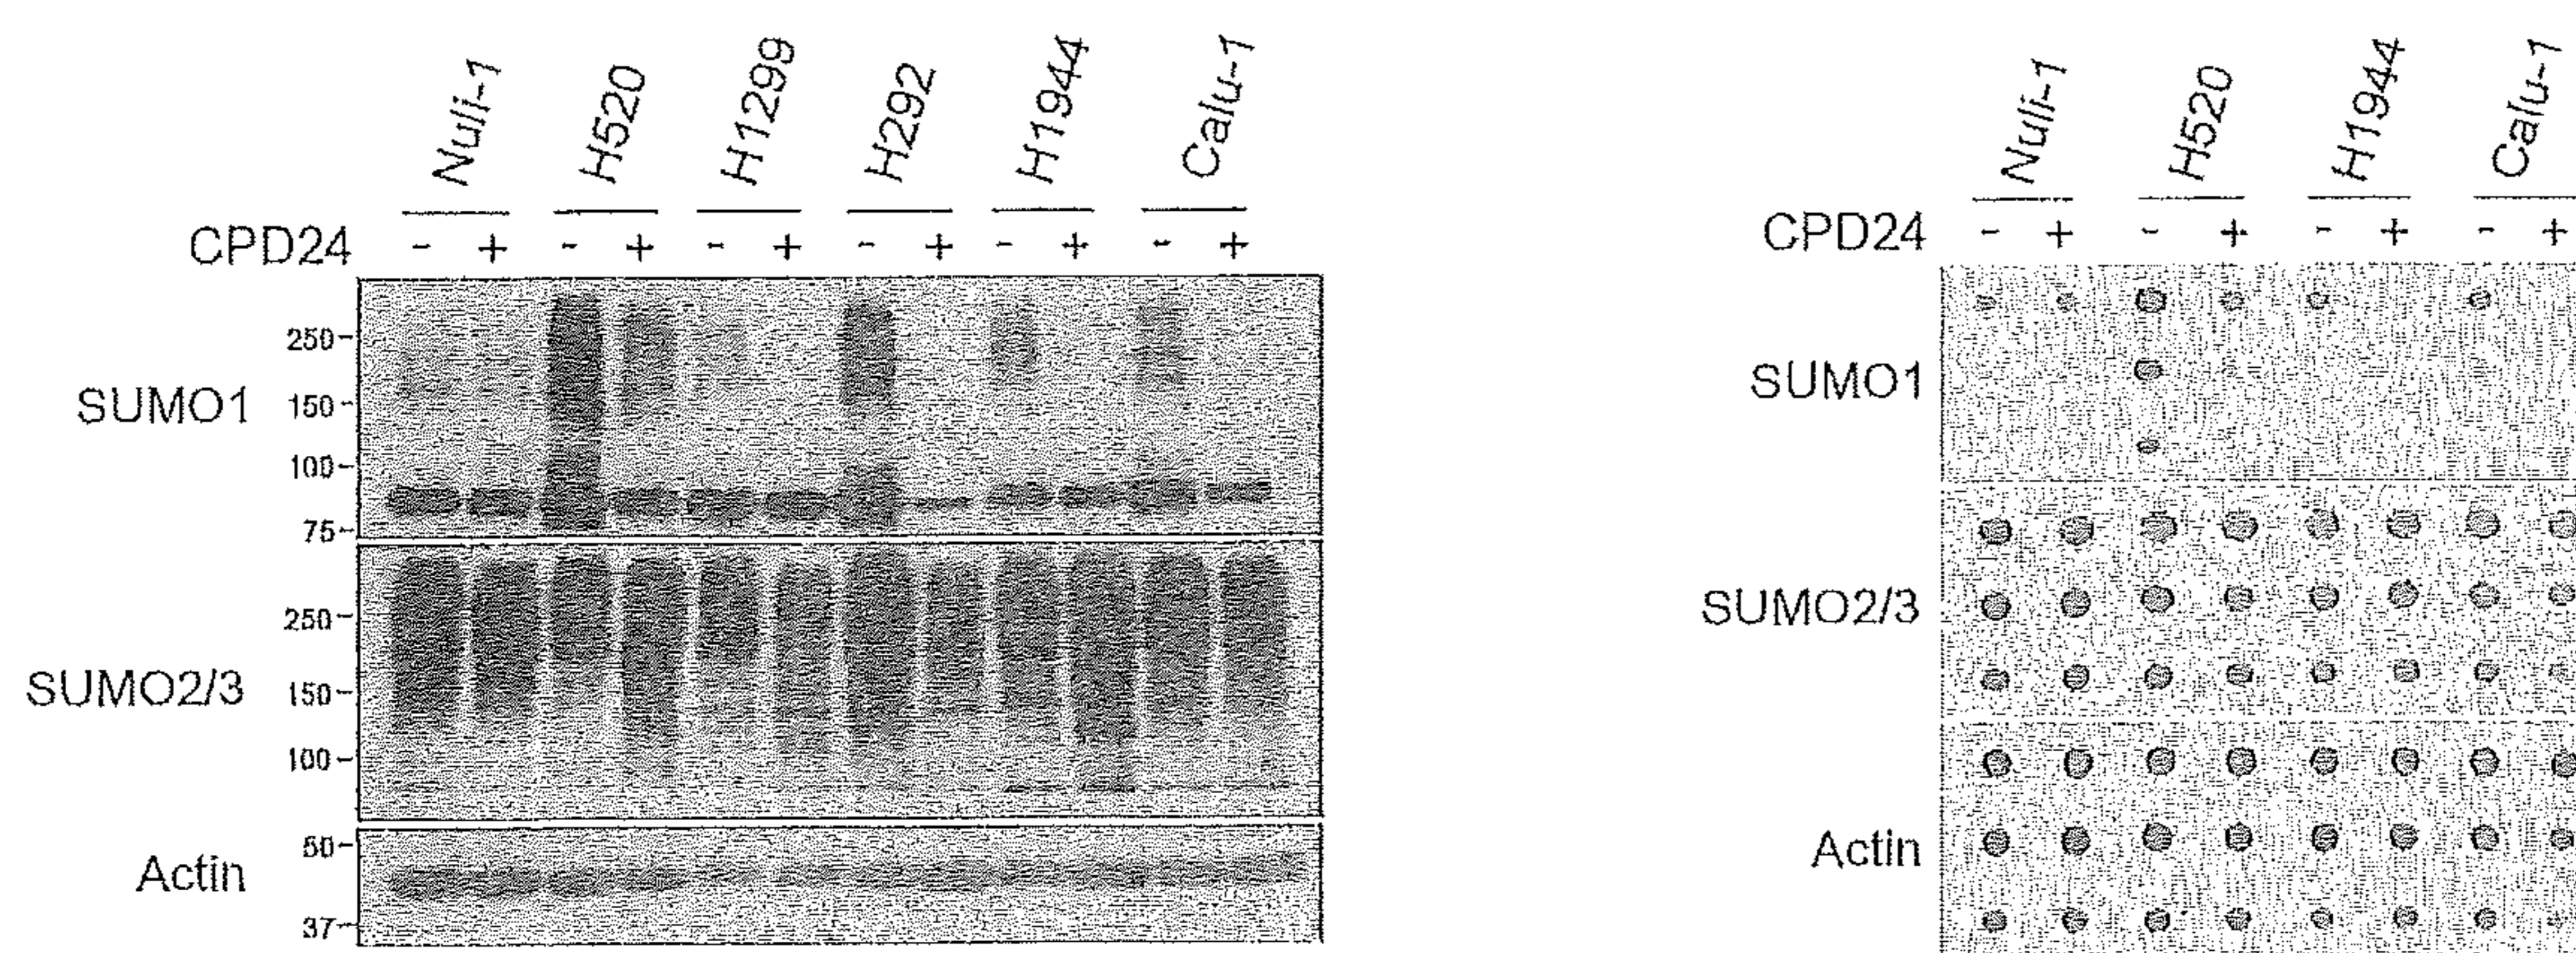 Nuli-1 H520 H1299 H292 H1944 Calu-1
CPD24 - + - + - + - + - + - +
SUMO1
250
150
100
75
SUMO2/3
250
150
100
Actin
50
37
Nuli-1 H520 H1944 Calu-1
CPD24 - + - + - + - +
SUMO1
SUMO2/3
Actin